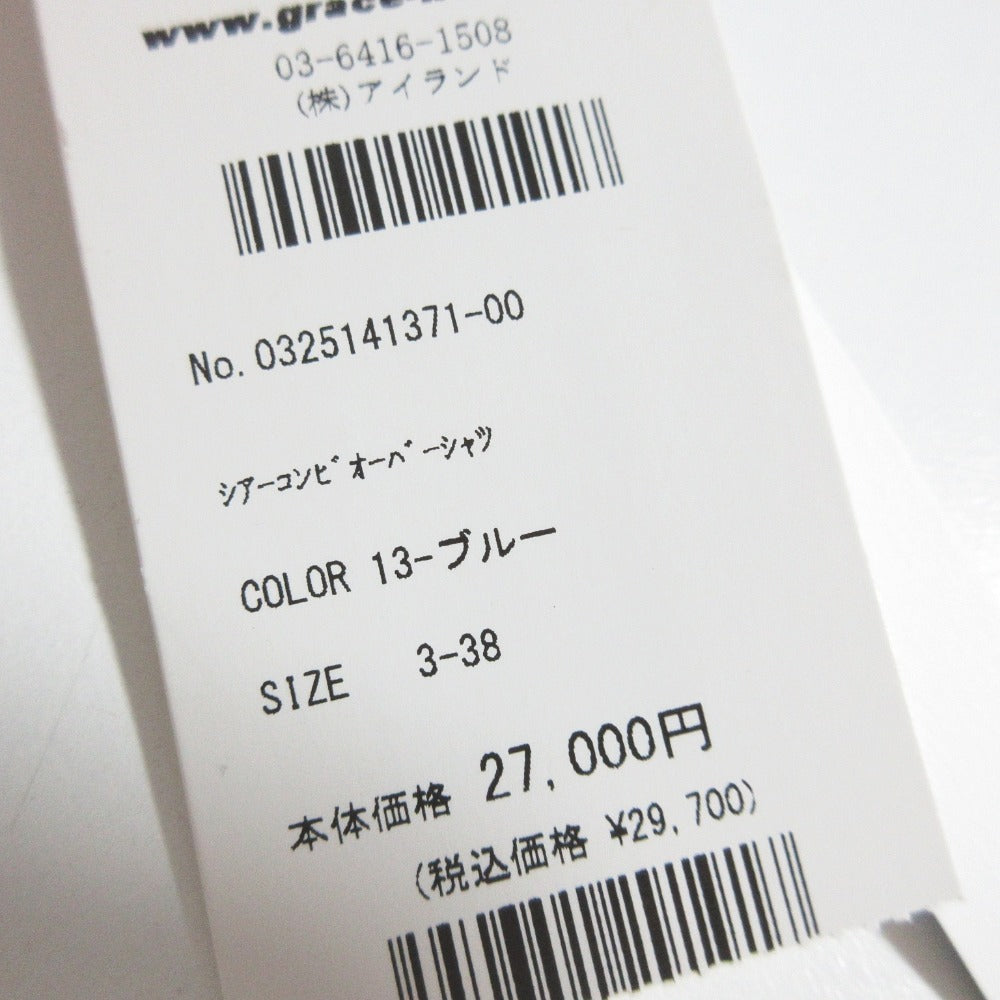 www.grace-
03-6416-1508
(株)アイランド
No. 0325141371-00
ｼｱｰｺﾝﾋﾞｵｰﾊﾞｰｼｬﾂ
COLOR 13-ブルー
SIZE 3-38
本体価格 27,000円
(税込価格 ¥29,700)